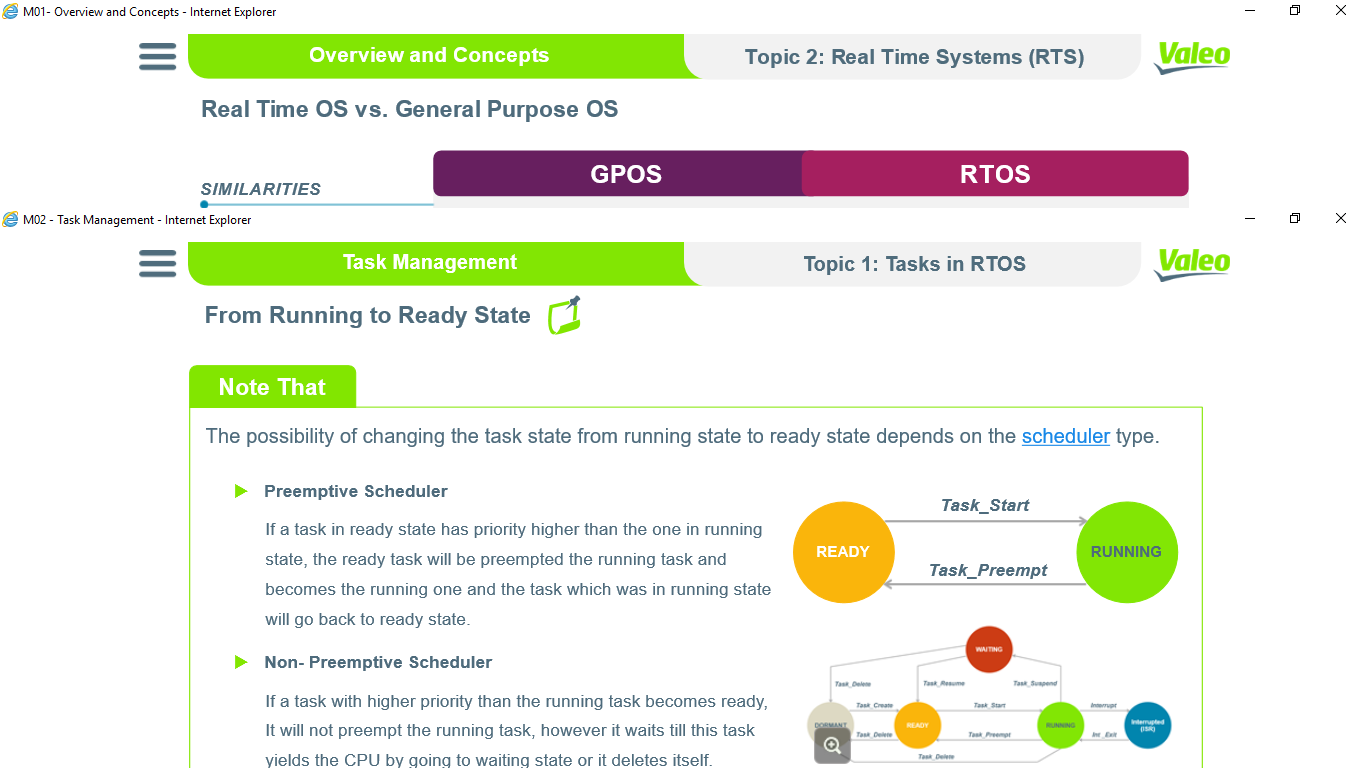 M01- Overview and Concepts - Internet Explorer
Overview and Concepts
Topic 2: Real Time Systems (RTS)
Valeo
Real Time OS vs. General Purpose OS
GPOS
RTOS
SIMILARITIES
M02 - Task Management - Internet Explorer
Task Management
Topic 1: Tasks in RTOS
Valeo
From Running to Ready State
Note That
The possibility of changing the task state from running state to ready state depends on the scheduler type.
Preemptive Scheduler
If a task in ready state has priority higher than the one in running
state, the ready task will be preempted the running task and
becomes the running one and the task which was in running state
will go back to ready state.
Task_Start
READY
RUNNING
Task_Preempt
Non- Preemptive Scheduler
If a task with higher priority than the running task becomes ready,
It will not preempt the running task, however it waits till this task
yields the CPU by going to waiting state or it deletes itself.
WAITING
Task_Delete
Task_Resume
Task_Suspend
Task_Create
Task_Start
Interrupt
DORMANT
READY
RUNNING
Interrupted
(ISR)
Task_Delete
Task_Preempt
Int _Exit
Task_Delete